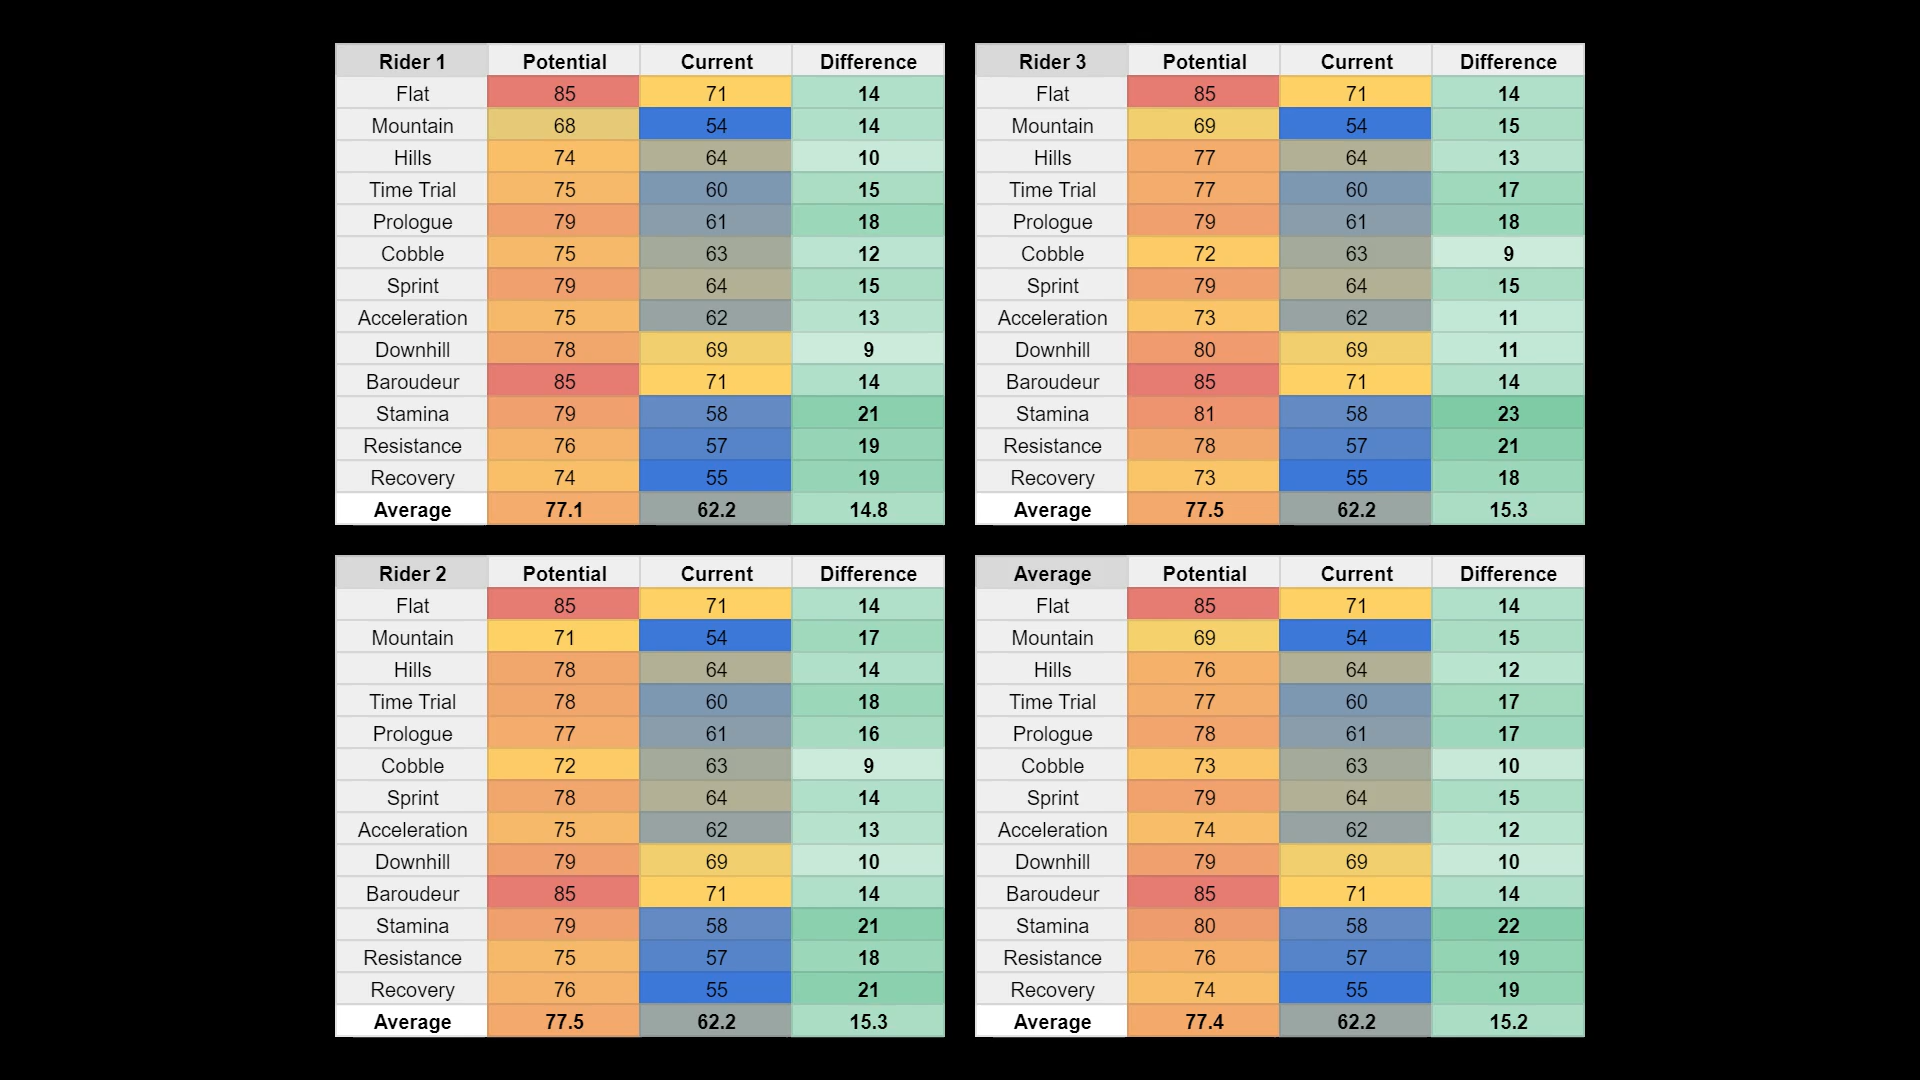 Rider 1 Potential Current Difference
Flat 85 71 14
Mountain 68 54 14
Hills 74 64 10
Time Trial 75 60 15
Prologue 79 61 18
Cobble 75 63 12
Sprint 79 64 15
Acceleration 75 62 13
Downhill 78 69 9
Baroudeur 85 71 14
Stamina 79 58 21
Resistance 76 57 19
Recovery 74 55 19
Average 77.1 62.2 14.8
Rider 3 Potential Current Difference
Flat 85 71 14
Mountain 69 54 15
Hills 77 64 13
Time Trial 77 60 17
Prologue 79 61 18
Cobble 72 63 9
Sprint 79 64 15
Acceleration 73 62 11
Downhill 80 69 11
Baroudeur 85 71 14
Stamina 81 58 23
Resistance 78 57 21
Recovery 73 55 18
Average 77.5 62.2 15.3
Rider 2 Potential Current Difference
Flat 85 71 14
Mountain 71 54 17
Hills 78 64 14
Time Trial 78 60 18
Prologue 77 61 16
Cobble 72 63 9
Sprint 78 64 14
Acceleration 75 62 13
Downhill 79 69 10
Baroudeur 85 71 14
Stamina 79 58 21
Resistance 75 57 18
Recovery 76 55 21
Average 77.5 62.2 15.3
Average Potential Current Difference
Flat 85 71 14
Mountain 69 54 15
Hills 76 64 12
Time Trial 77 60 17
Prologue 78 61 17
Cobble 73 63 10
Sprint 79 64 15
Acceleration 74 62 12
Downhill 79 69 10
Baroudeur 85 71 14
Stamina 80 58 22
Resistance 76 57 19
Recovery 74 55 19
Average 77.4 62.2 15.2